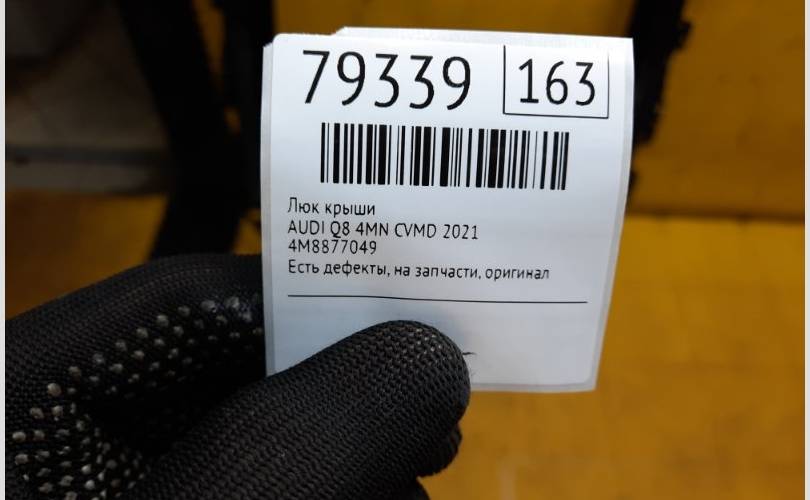 79339 163
Люк крыши
AUDI Q8 4MN CVMD 2021
4M8877049
Есть дефекты, на запчасти, оригинал